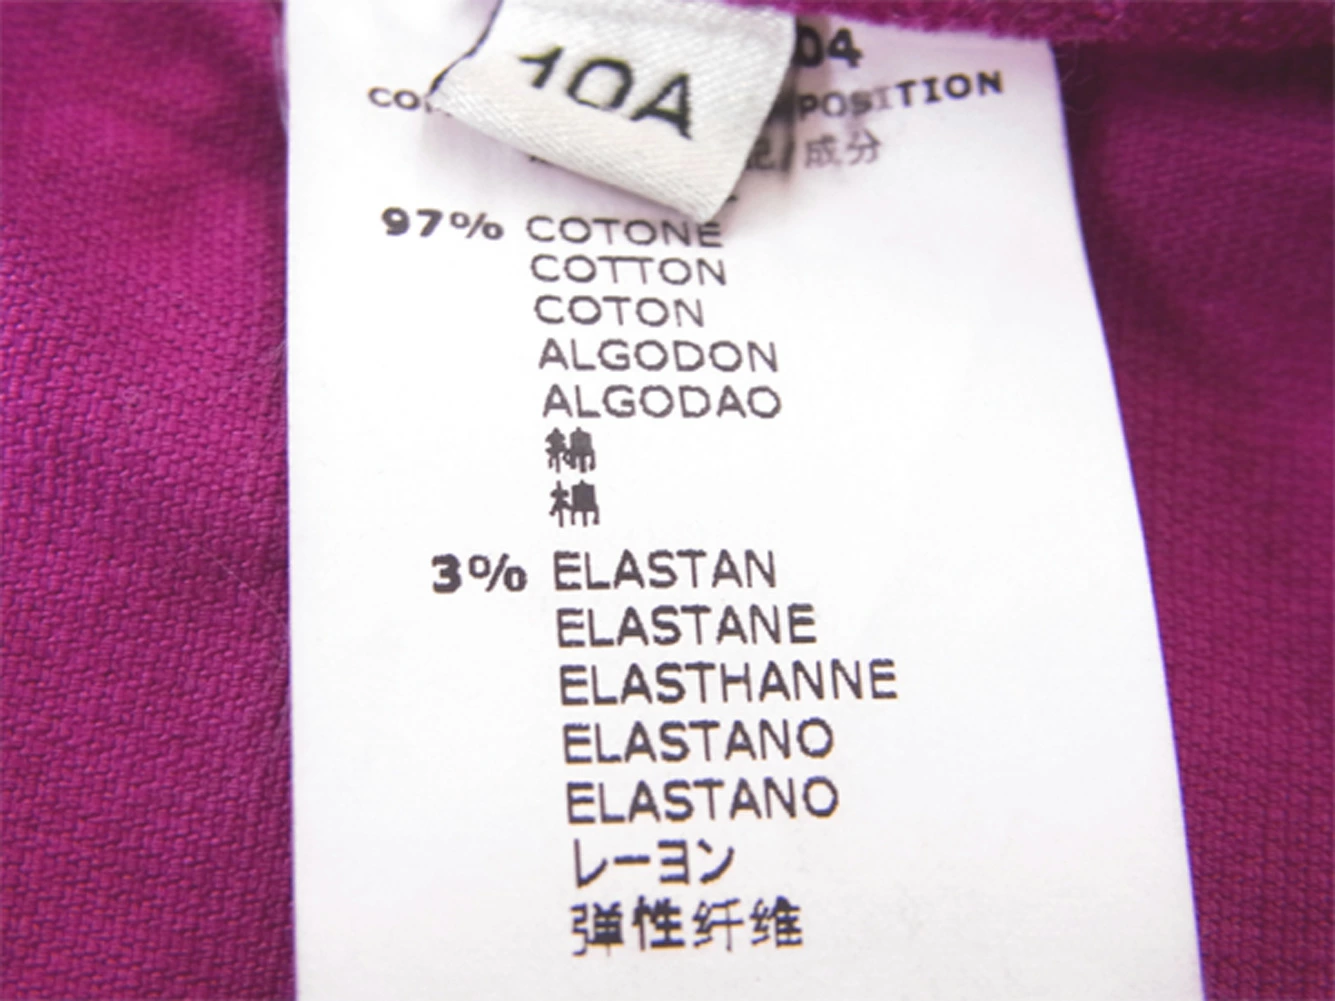 10A
04
POSITION
成分
97% COTONE
COTTON
COTON
ALGODON
ALGODAO
綿
棉
3% ELASTAN
ELASTANE
ELASTHANNE
ELASTANO
ELASTANO
レーヨン
弹性纤维